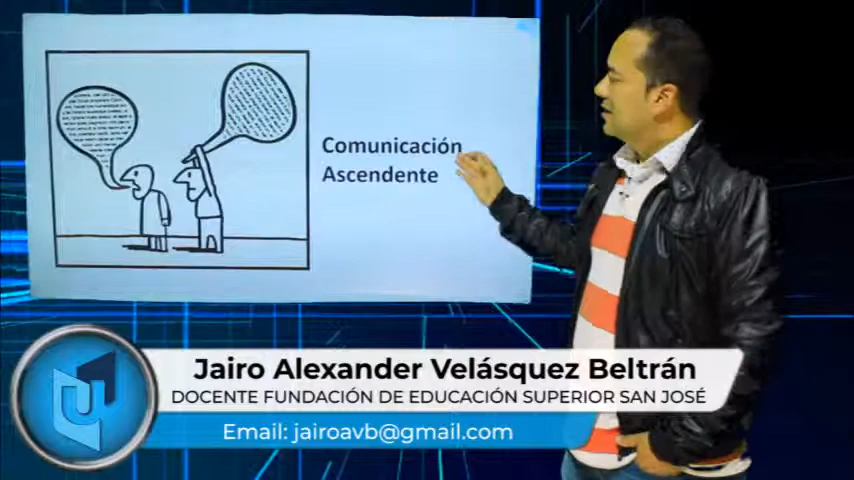 Comunicación
Ascendente
Jairo Alexander Velásquez Beltrán
DOCENTE FUNDACIÓN DE EDUCACIÓN SUPERIOR SAN JOSÉ
Email: jairoavb@gmail.com